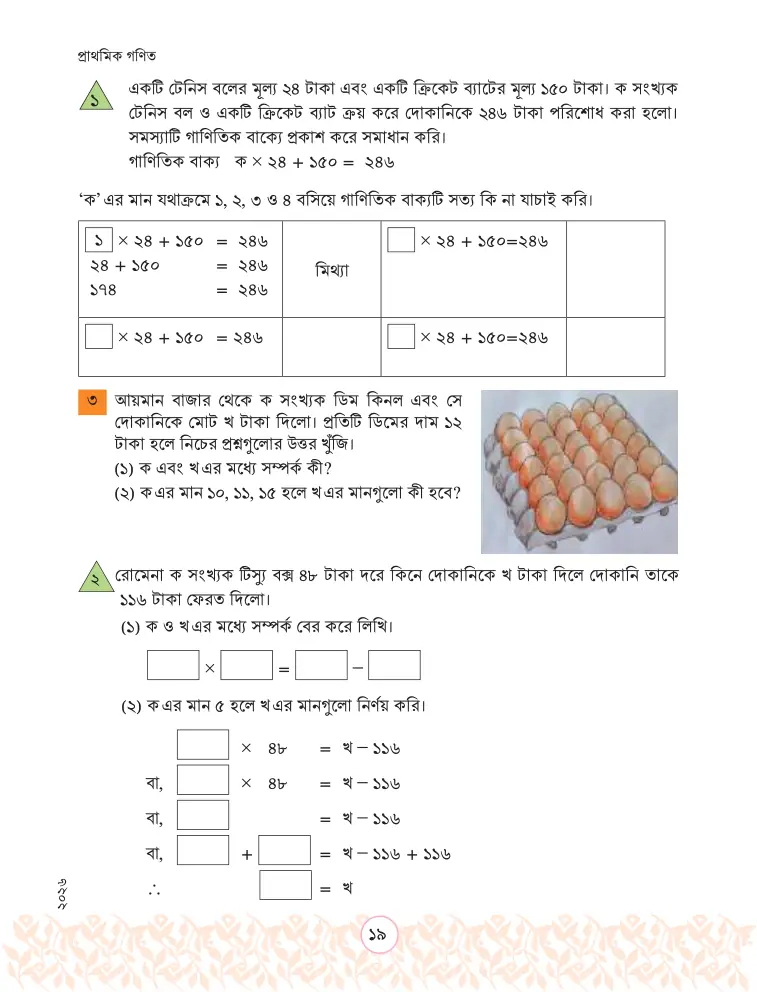 প্রাথমিক গণিত
১
একটি টেনিস বলের মূল্য ২৪ টাকা এবং একটি ক্রিকেট ব্যাটের মূল্য ১৫০ টাকা। ক সংখ্যক
টেনিস বল ও একটি ক্রিকেট ব্যাট ক্রয় করে দোকানিকে ২৪৬ টাকা পরিশোধ করা হলো।
সমস্যাটি গাণিতিক বাক্যে প্রকাশ করে সমাধান করি।
গাণিতিক বাক্য ক × ২৪ + ১৫০ = ২৪৬
‘ক’ এর মান যথাক্রমে ১, ২, ৩ ও ৪ বসিয়ে গাণিতিক বাক্যটি সত্য কি না যাচাই করি।
১ × ২৪ + ১৫০ = ২৪৬
২৪ + ১৫০ = ২৪৬
১৭৪ = ২৪৬
মিথ্যা
× ২৪ + ১৫০=২৪৬
× ২৪ + ১৫০ = ২৪৬
× ২৪ + ১৫০=২৪৬
৩
আয়মান বাজার থেকে ক সংখ্যক ডিম কিনল এবং সে
দোকানিকে মোট খ টাকা দিলো। প্রতিটি ডিমের দাম ১২
টাকা হলে নিচের প্রশ্নগুলোর উত্তর খুঁজি।
(১) ক এবং খ এর মধ্যে সম্পর্ক কী?
(২) ক এর মান ১০, ১১, ১৫ হলে খ এর মানগুলো কী হবে?
২
রোমেনা ক সংখ্যক টিস্যু বক্স ৪৮ টাকা দরে কিনে দোকানিকে খ টাকা দিলে দোকানি তাকে
১১৬ টাকা ফেরত দিলো।
(১) ক ও খ এর মধ্যে সম্পর্ক বের করে লিখি।
× = −
(২) ক এর মান ৫ হলে খ এর মানগুলো নির্ণয় করি।
× ৪৮ = খ − ১১৬
বা, × ৪৮ = খ − ১১৬
বা, = খ − ১১৬
বা, + = খ − ১১৬ + ১১৬
∴ = খ
২০২৬
১৯